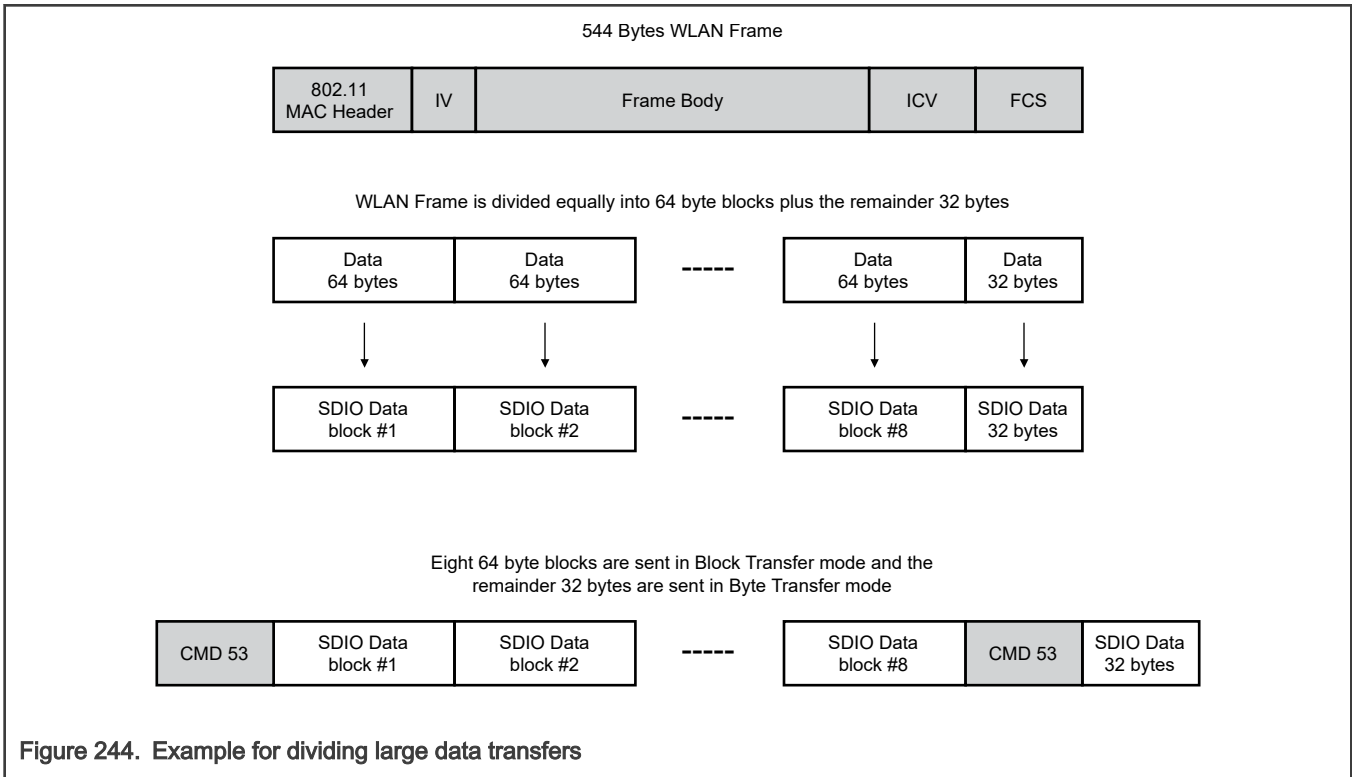 544 Bytes WLAN Frame
802.11
MAC Header
IV
Frame Body
ICV
FCS
WLAN Frame is divided equally into 64 byte blocks plus the remainder 32 bytes
Data
64 bytes
Data
64 bytes
Data
64 bytes
Data
32 bytes
SDIO Data
block #1
SDIO Data
block #2
SDIO Data
block #8
SDIO Data
32 bytes
Eight 64 byte blocks are sent in Block Transfer mode and the
remainder 32 bytes are sent in Byte Transfer mode
CMD 53
SDIO Data
block #1
SDIO Data
block #2
SDIO Data
block #8
CMD 53
SDIO Data
32 bytes
Figure 244. Example for dividing large data transfers